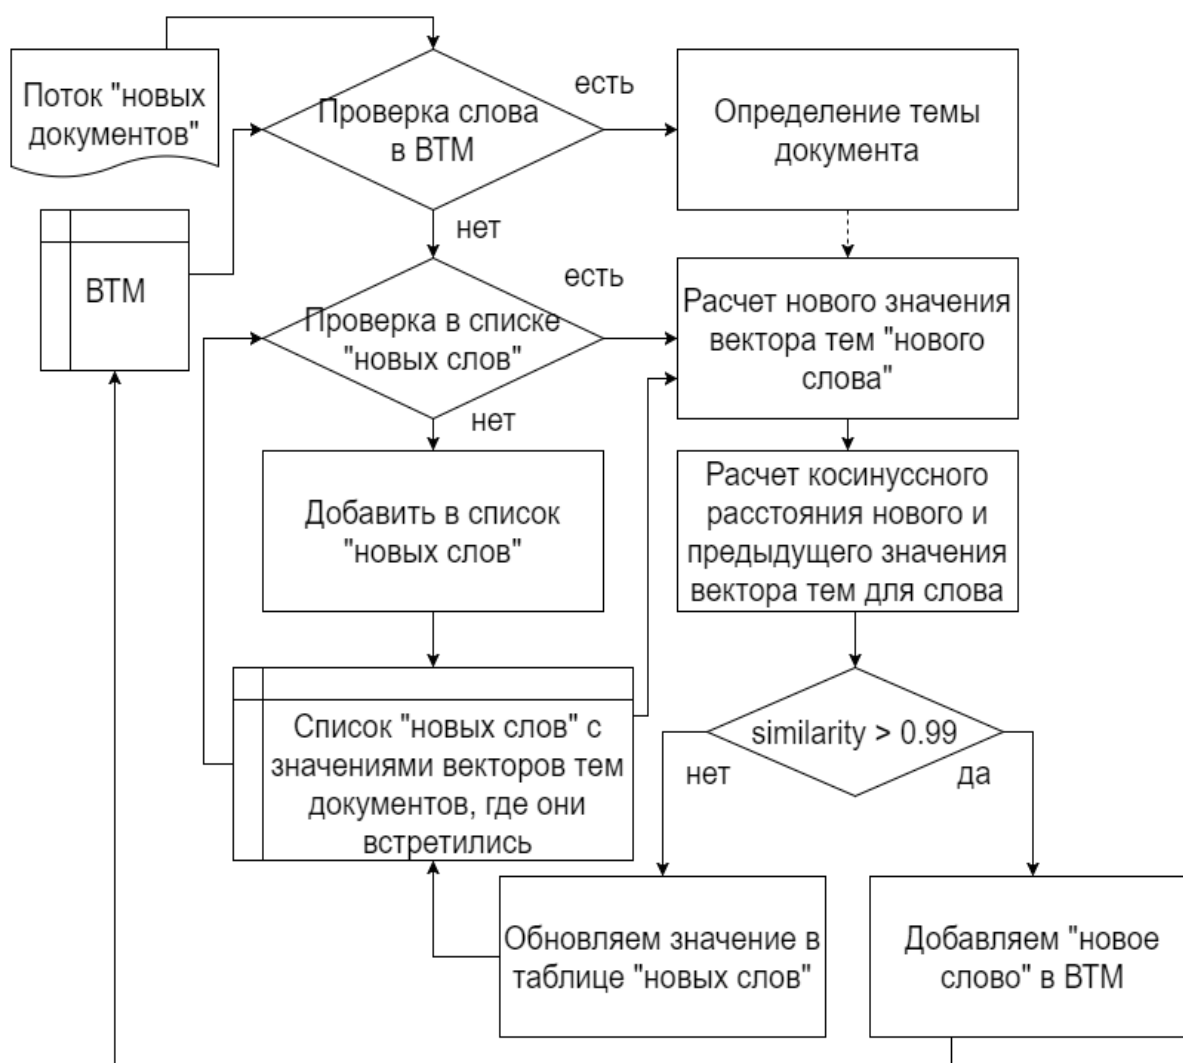 Поток "новых
документов"
Проверка слова
в ВТМ
есть
Определение темы
документа
нет
ВТМ
Проверка в списке
"новых слов"
есть
Расчет нового значения
вектора тем "нового
слова"
нет
Добавить в список
"новых слов"
Расчет косинуссного
расстояния нового и
предыдущего значения
вектора тем для слова
Список "новых слов" с
значениями векторов тем
документов, где они
встретились
similarity > 0.99
нет
да
Обновляем значение в
таблице "новых слов"
Добавляем "новое
слово" в ВТМ